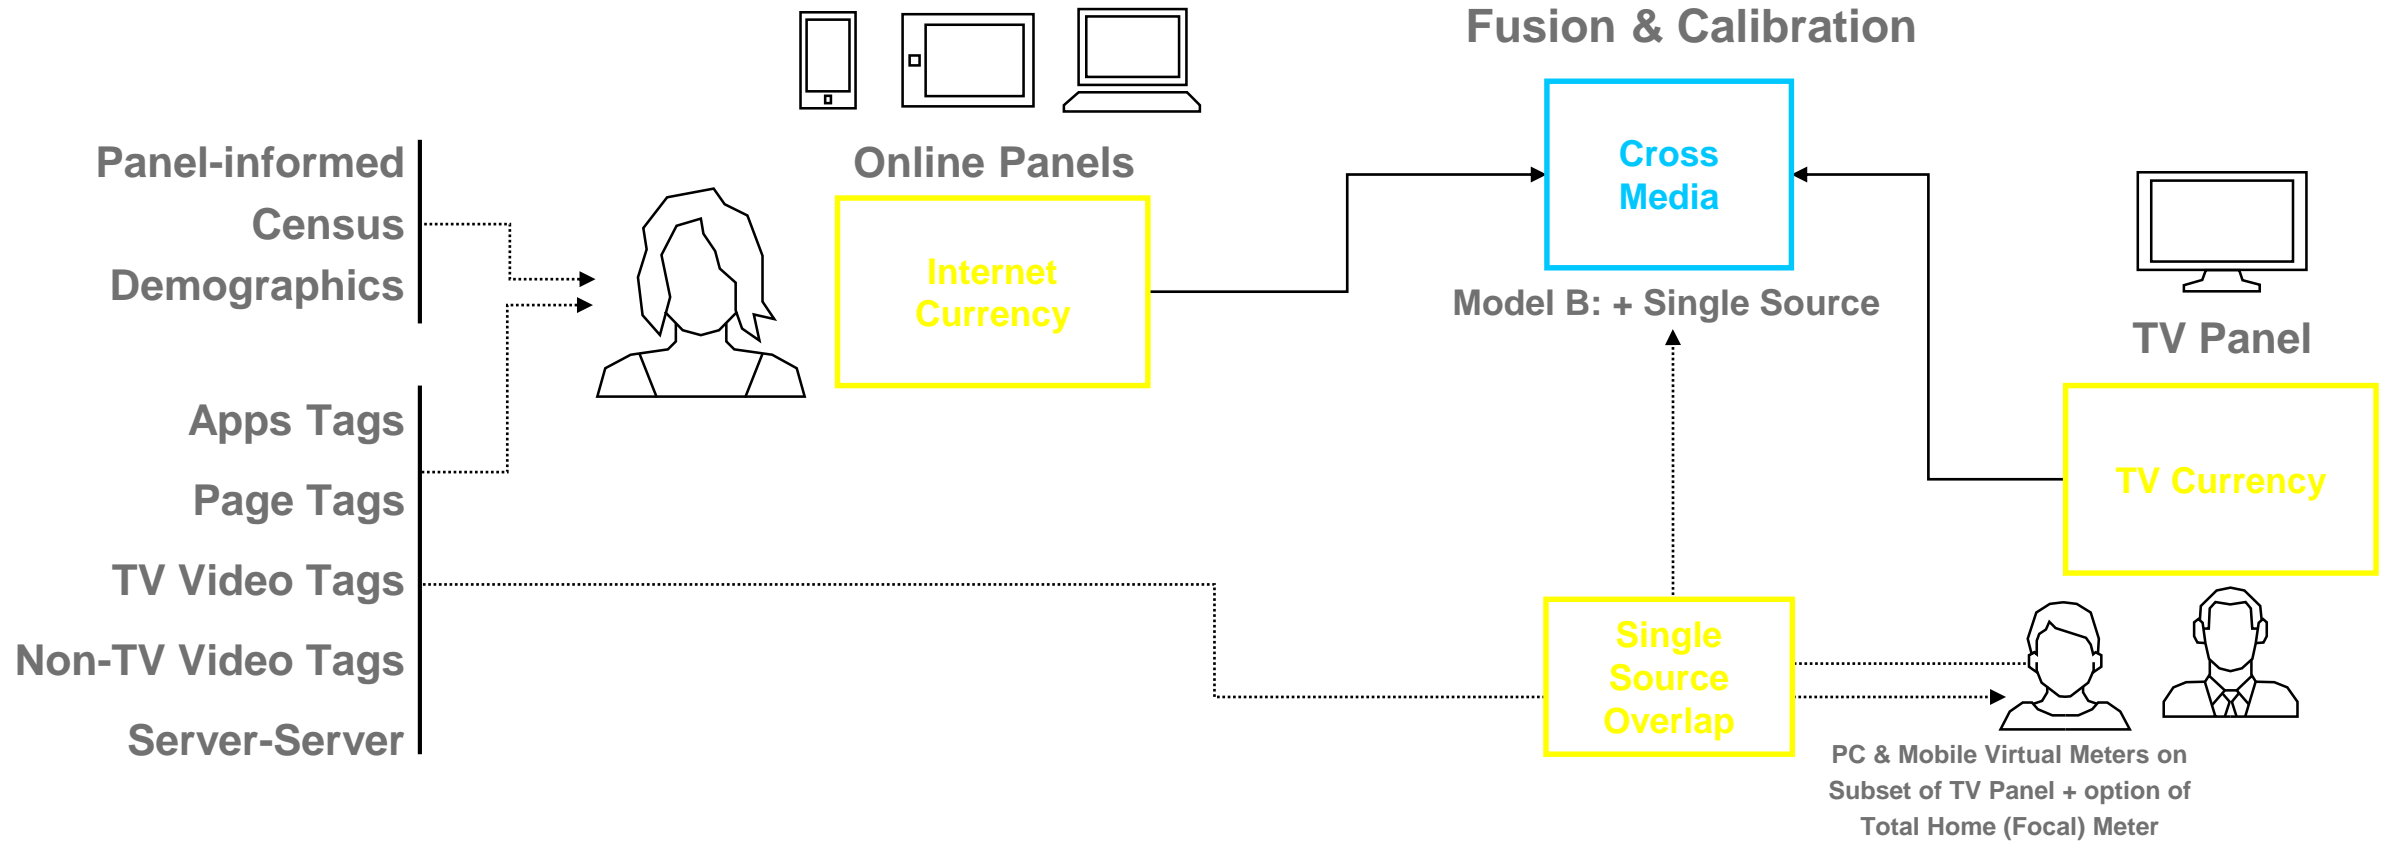 Fusion & Calibration
Panel-informed
Census
Demographics
Online Panels
Internet
Currency
Cross
Media
Model B: + Single Source
TV Panel
TV Currency
Apps Tags
Page Tags
TV Video Tags
Non-TV Video Tags
Server-Server
Single
Source
Overlap
PC & Mobile Virtual Meters on
Subset of TV Panel + option of
Total Home (Focal) Meter